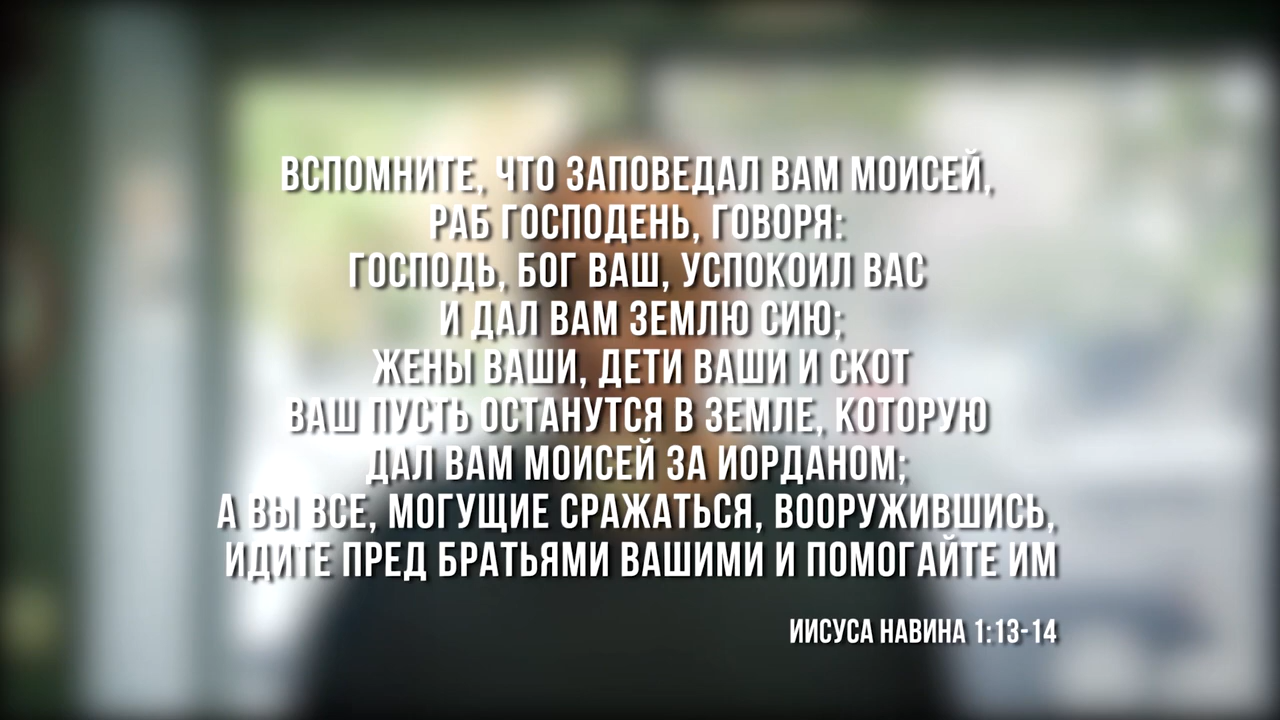 ВСПОМНИТЕ, ЧТО ЗАПОВЕДАЛ ВАМ МОИСЕЙ,
РАБ ГОСПОДЕНЬ, ГОВОРЯ:
ГОСПОДЬ, БОГ ВАШ, УСПОКОИЛ ВАС
И ДАЛ ВАМ ЗЕМЛЮ СИЮ;
ЖЕНЫ ВАШИ, ДЕТИ ВАШИ И СКОТ
ВАШ ПУСТЬ ОСТАНУТСЯ В ЗЕМЛЕ, КОТОРУЮ
ДАЛ ВАМ МОИСЕЙ ЗА ИОРДАНОМ;
А ВЫ ВСЕ, МОГУЩИЕ СРАЖАТЬСЯ, ВООРУЖИВШИСЬ,
ИДИТЕ ПРЕД БРАТЬЯМИ ВАШИМИ И ПОМОГАЙТЕ ИМ
ИИСУСА НАВИНА 1:13-14